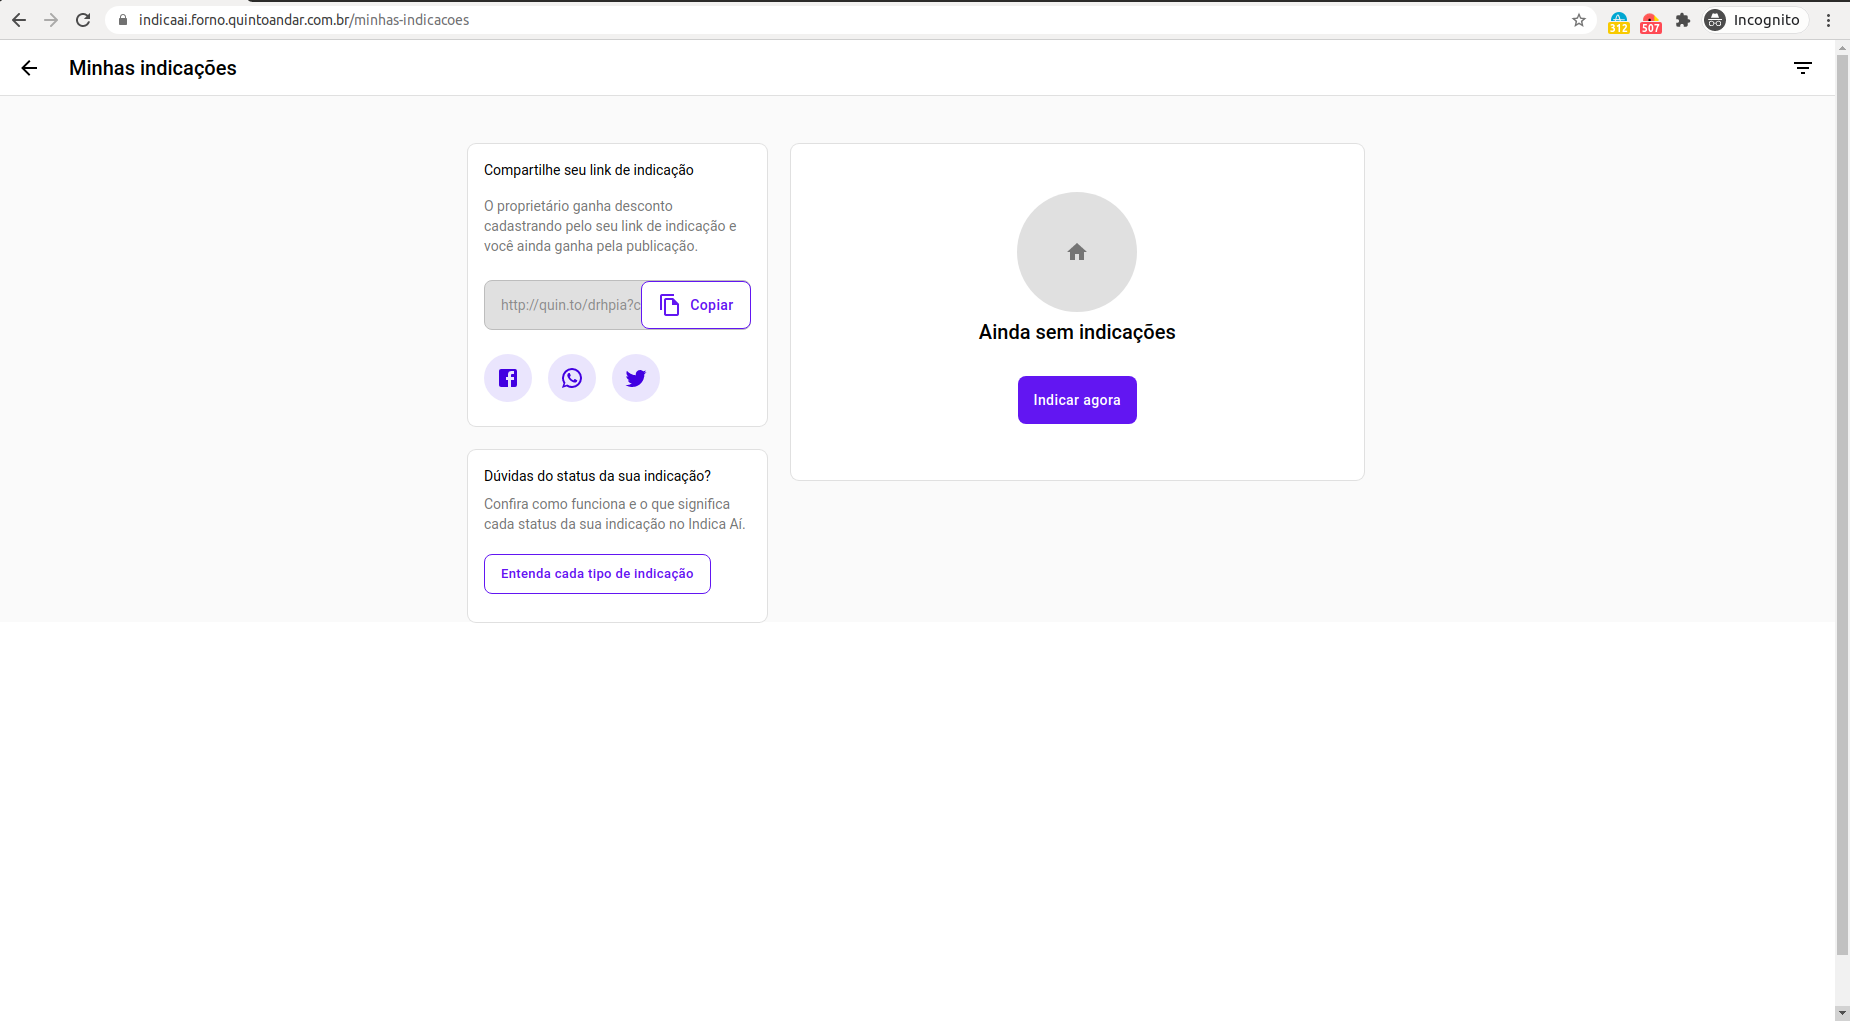 indicaai.forno.quintoandar.com.br/minhas-indicacoes
312
507
Incognito
Minhas indicações
Compartilhe seu link de indicação
O proprietário ganha desconto
cadastrando pelo seu link de indicação e
você ainda ganha pela publicação.
http://quin.to/drhpia?c
Copiar
Dúvidas do status da sua indicação?
Confira como funciona e o que significa
cada status da sua indicação no Indica Aí.
Entenda cada tipo de indicação
Ainda sem indicações
Indicar agora